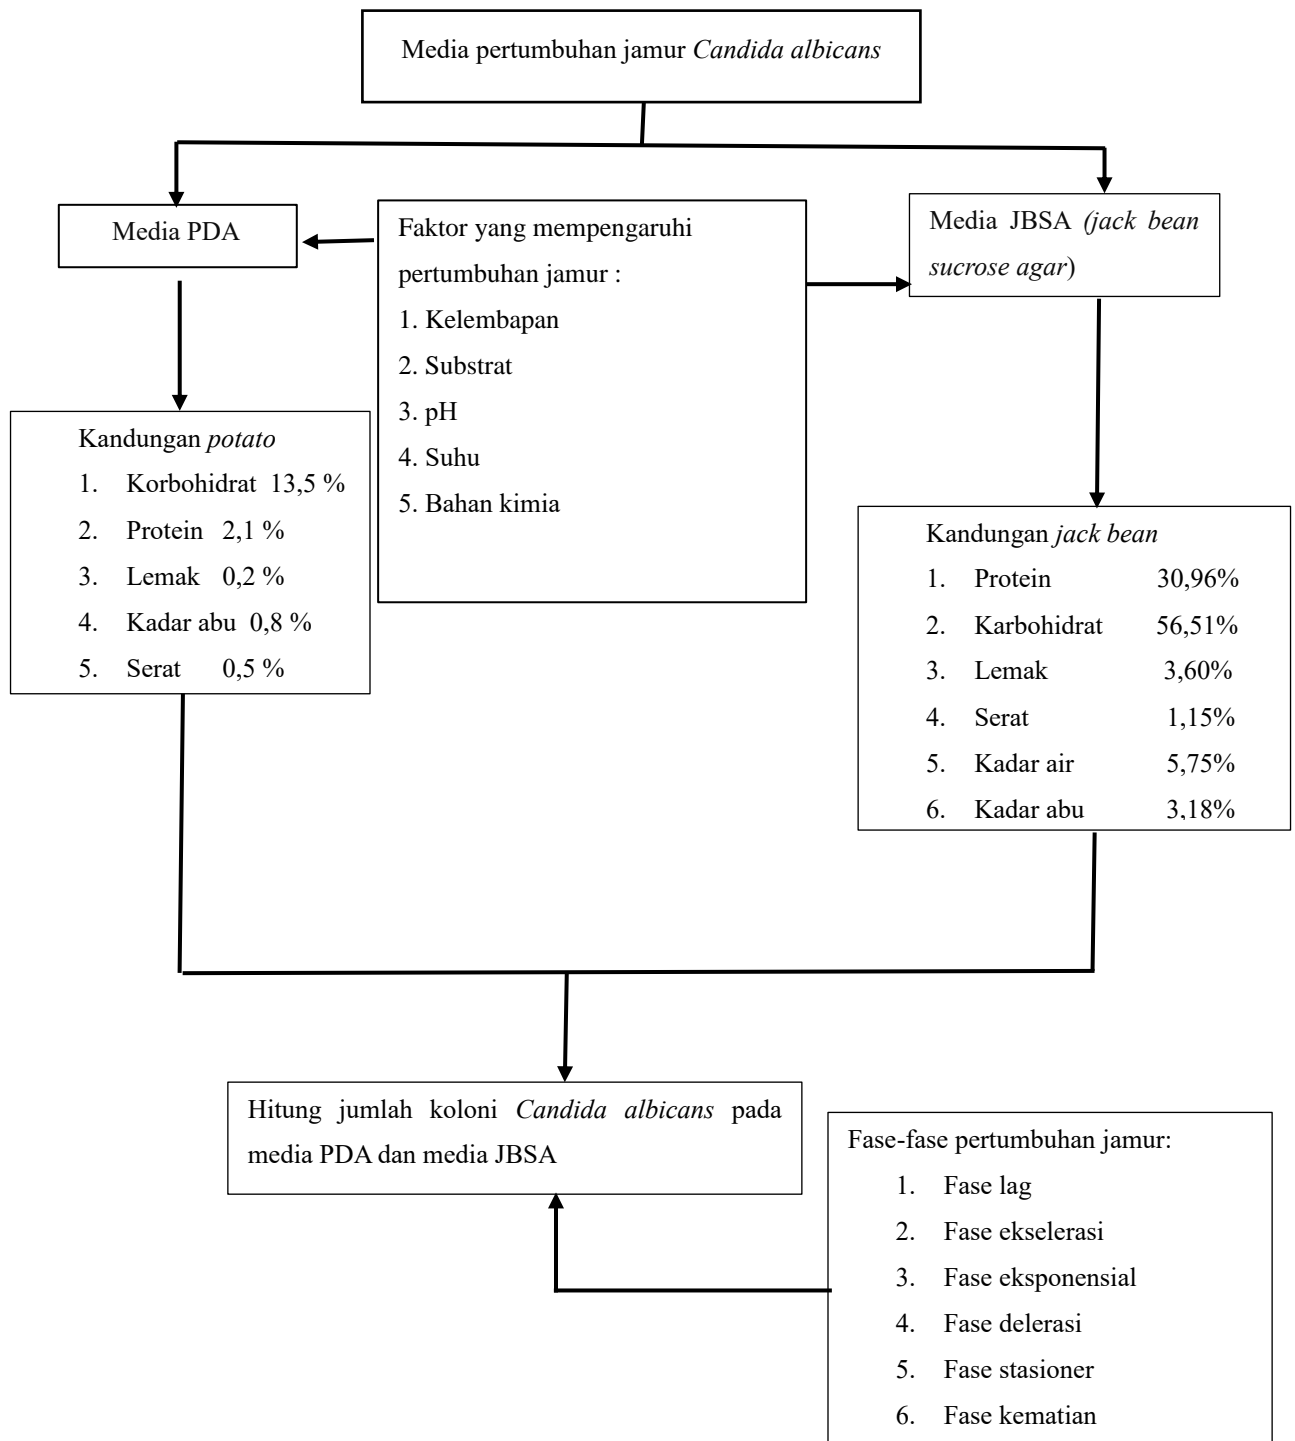 Media pertumbuhan jamur Candida albicans
Media PDA
Faktor yang mempengaruhi
pertumbuhan jamur :
1. Kelembapan
2. Substrat
3. pH
4. Suhu
5. Bahan kimia
Media JBSA (jack bean
sucrose agar)
Kandungan potato
1. Korbohidrat 13,5 %
2. Protein 2,1 %
3. Lemak 0,2 %
4. Kadar abu 0,8 %
5. Serat 0,5 %
Kandungan jack bean
1. Protein 30,96%
2. Karbohidrat 56,51%
3. Lemak 3,60%
4. Serat 1,15%
5. Kadar air 5,75%
6. Kadar abu 3,18%
Hitung jumlah koloni Candida albicans pada
media PDA dan media JBSA
Fase-fase pertumbuhan jamur:
1. Fase lag
2. Fase ekselerasi
3. Fase eksponensial
4. Fase delerasi
5. Fase stasioner
6. Fase kematian